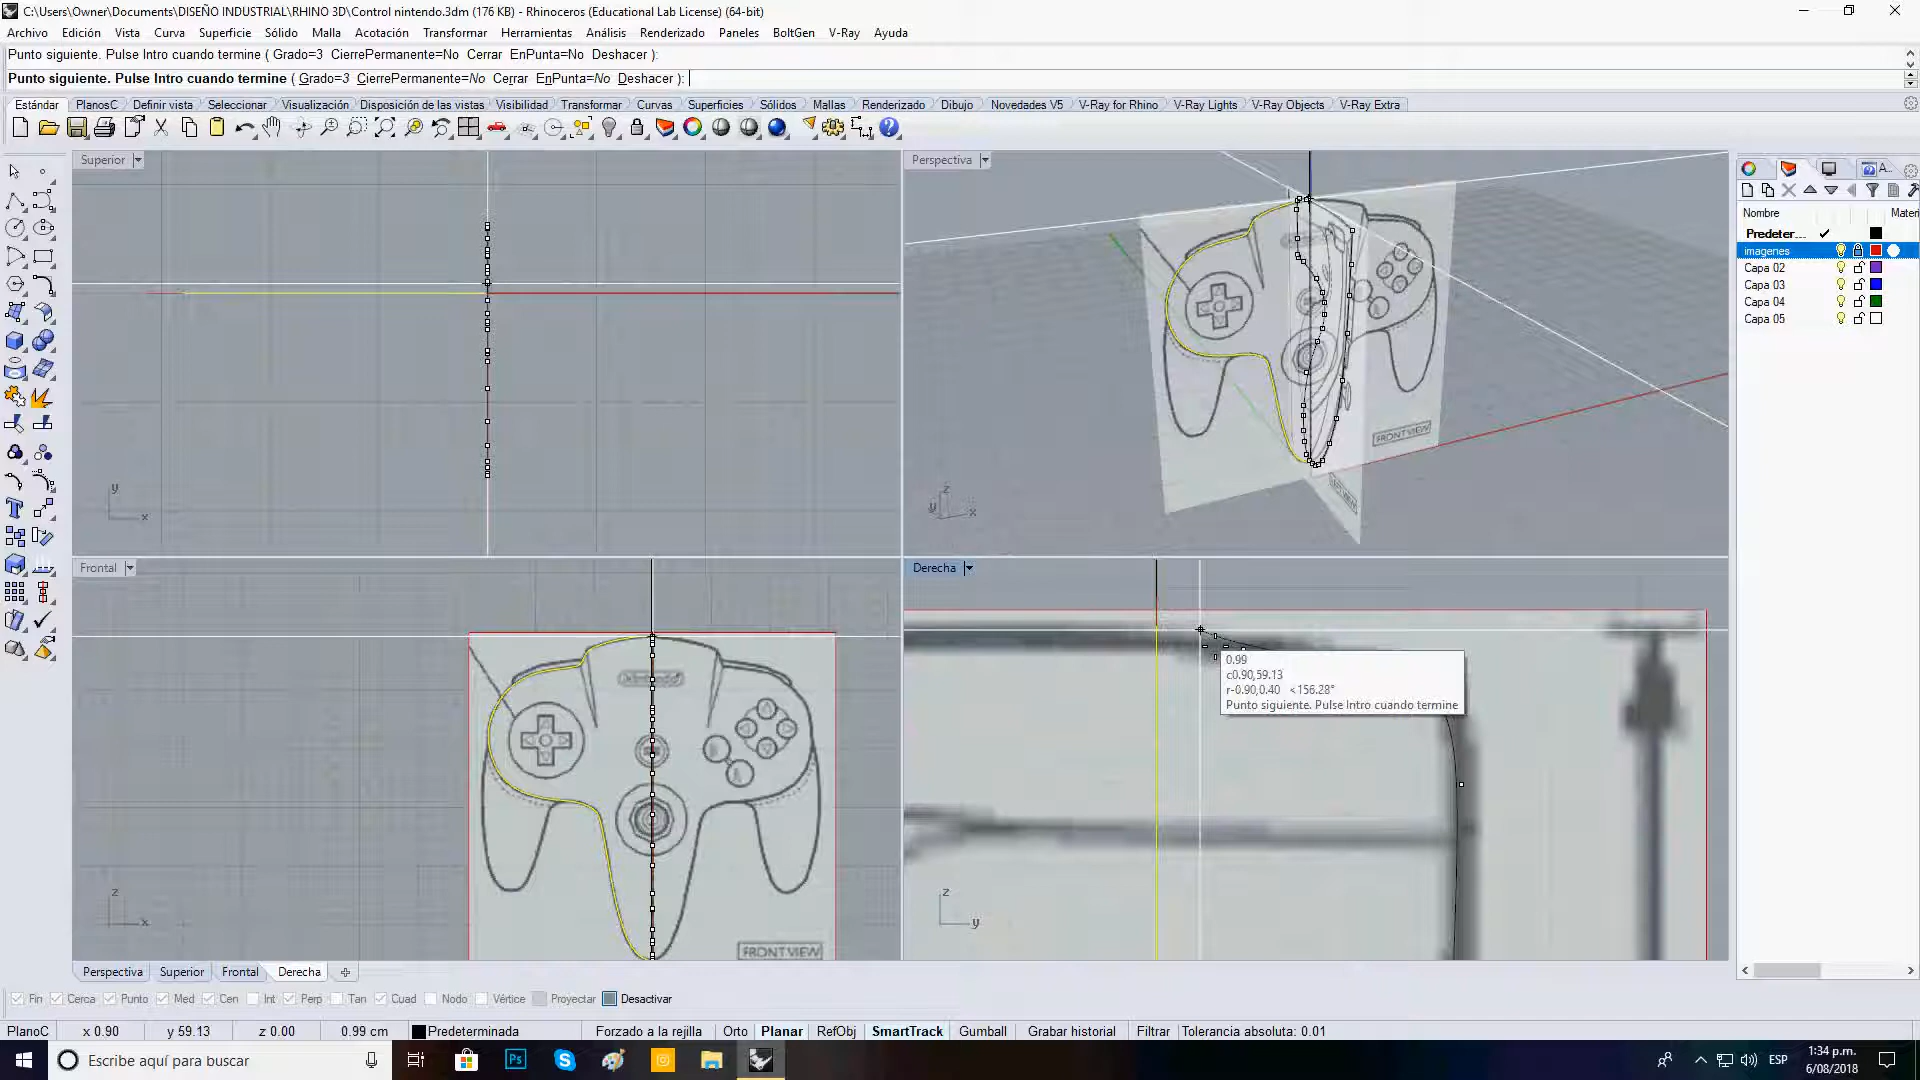 C:\Users\Owner\Documents\DISEÑO INDUSTRIAL\RHINO 3D\Control nintendo.3dm (176 KB) - Rhinoceros (Educational Lab License) (64-bit)
Archivo Edición Vista Curva Superficie Sólido Malla Acotación Transformar Herramientas Análisis Renderizado Paneles BoltGen V-Ray Ayuda
Punto siguiente. Pulse Intro cuando termine ( Grado=3 CierrePermanente=No Cerrar EnPunta=No Deshacer ):
Punto siguiente. Pulse Intro cuando termine ( Grado=3 CierrePermanente=No Cerrar EnPunta=No Deshacer ):
Estándar PlanosC Definir vista Seleccionar Visualización Disposición de las vistas Visibilidad Transformar Curvas Superficies Sólidos Mallas Renderizado Dibujo Novedades V5 V-Ray for Rhino V-Ray Lights V-Ray Objects V-Ray Extra
Superior
Perspectiva
A...
Nombre Materi
Predeter...
imagenes
Capa 02
Capa 03
Capa 04
Capa 05
FRONT VIEW
y
x
z
y
x
Frontal
Derecha
Nintendo
FRONT VIEW
z
x
z
y
0.99
c0.90,59.13
r-0.90,0.40 <156.28°
Punto siguiente. Pulse Intro cuando termine
Perspectiva Superior Frontal Derecha
Fin Cerca Punto Med Cen Int Perp Tan Cuad Nodo Vértice Proyectar Desactivar
PlanoC x 0.90 y 59.13 z 0.00 0.99 cm Predeterminada Forzado a la rejilla Orto Planar RefObj SmartTrack Gumball Grabar historial Filtrar Tolerancia absoluta: 0.01
Escribe aquí para buscar
Ps
ESP
1:34 p.m.
6/08/2018